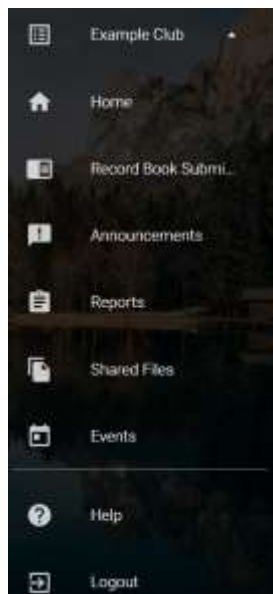 Example Club
Home
Record Book Submi...
Announcements
Reports
Shared Files
Events
Help
Logout